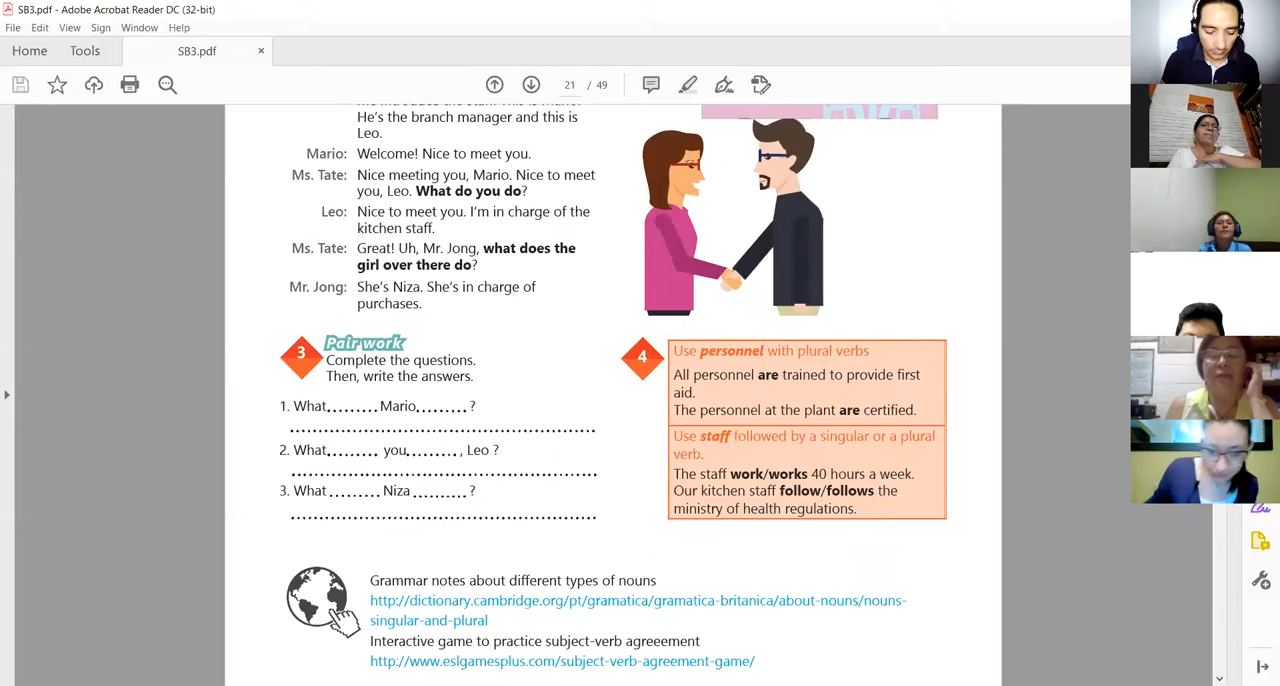 SB3.pdf - Adobe Acrobat Reader DC (32-bit)
File Edit View Sign Window Help
Home Tools SB3.pdf ×
21 / 49
He's the branch manager and this is
Leo.
Mario: Welcome! Nice to meet you.
Ms. Tate: Nice meeting you, Mario. Nice to meet
you, Leo. What do you do?
Leo: Nice to meet you. I'm in charge of the
kitchen staff.
Ms. Tate: Great! Uh, Mr. Jong, what does the
girl over there do?
Mr. Jong: She's Niza. She's in charge of
purchases.
3 Pair work
Complete the questions.
Then, write the answers.
1. What......... Mario.........?
2. What......... you........., Leo ?
3. What ......... Niza .........?
4 Use personnel with plural verbs
All personnel are trained to provide first
aid.
The personnel at the plant are certified.
Use staff followed by a singular or a plural
verb.
The staff work/works 40 hours a week.
Our kitchen staff follow/follows the
ministry of health regulations.
Grammar notes about different types of nouns
http://dictionary.cambridge.org/pt/gramatica/gramatica-britanica/about-nouns/nouns-
singular-and-plural
Interactive game to practice subject-verb agreeement
http://www.eslgamesplus.com/subject-verb-agreement-game/